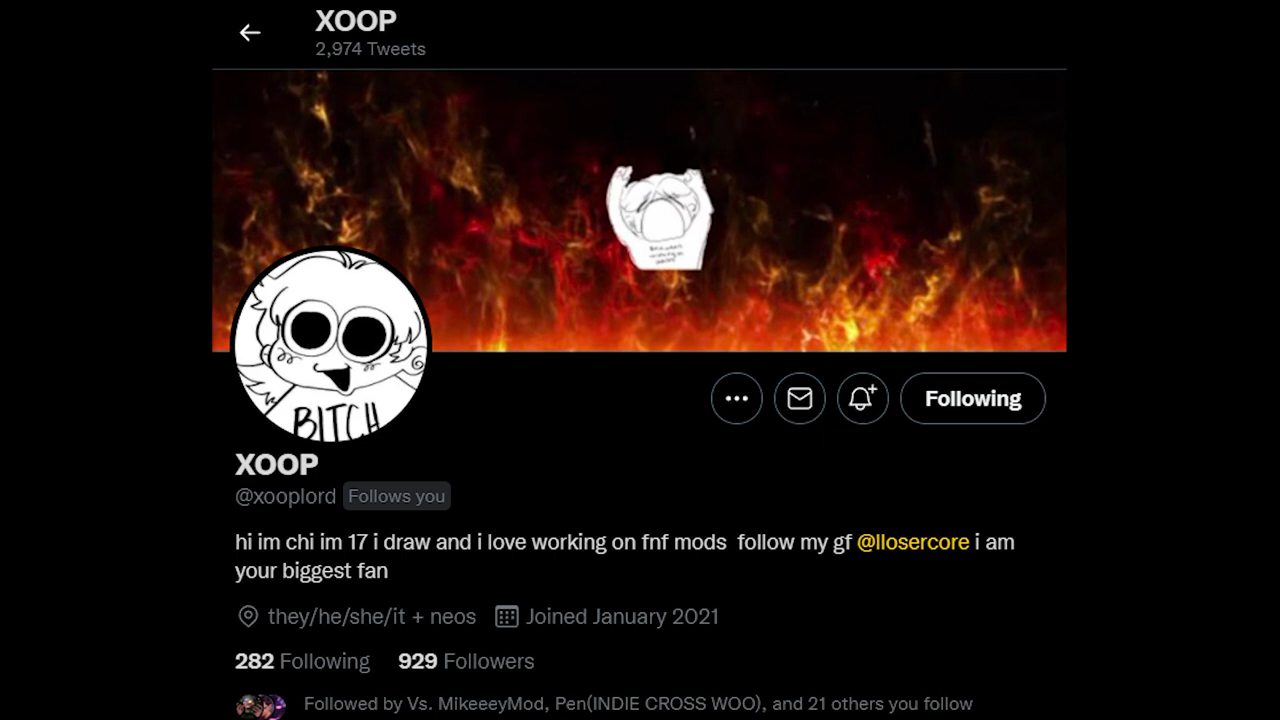 XOOP
2,974 Tweets
BITCH
Following
XOOP
@xooplord Follows you
hi im chi im 17 i draw and i love working on fnf mods  follow my gf @llosercore i am
your biggest fan
they/he/she/it + neos Joined January 2021
282 Following 929 Followers
Followed by Vs. MikeeeyMod, Pen(INDIE CROSS WOO), and 21 others you follow